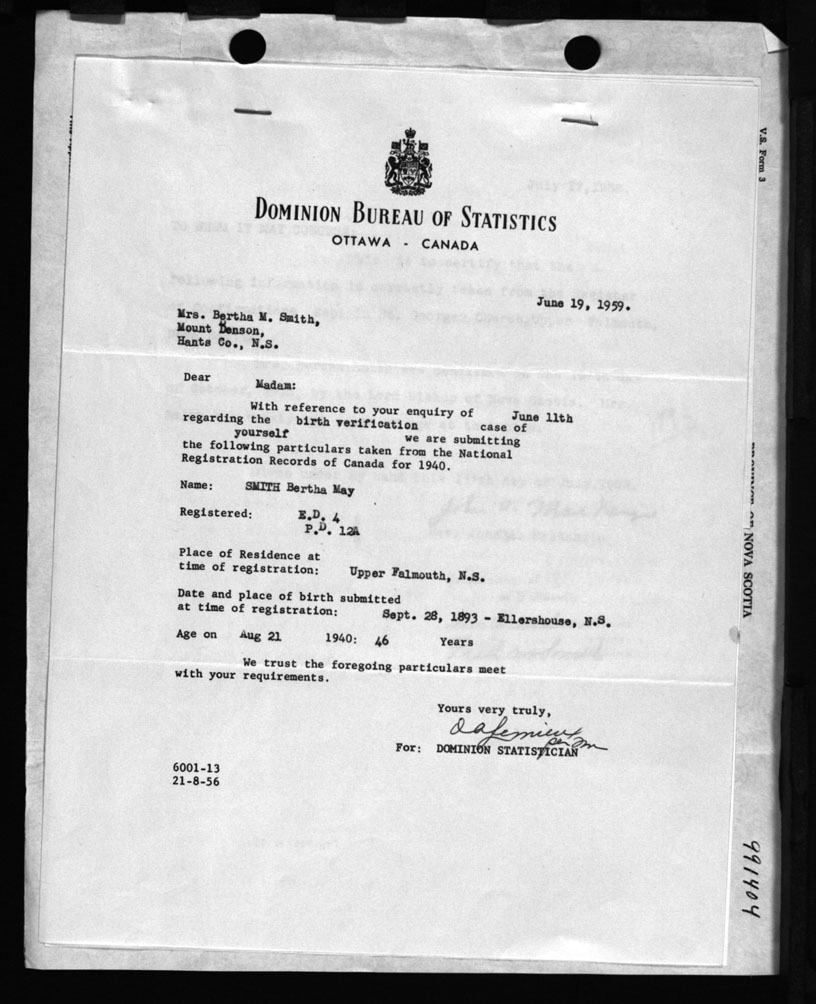 V.S. Form 3
DOMINION BUREAU OF STATISTICS
OTTAWA - CANADA
June 19, 1959.
Mrs. Bertha M. Smith,
Mount Denson,
Hants Co., N.S.
Dear Madam:
With reference to your enquiry of June 11th
regarding the birth verification case of
yourself we are submitting
the following particulars taken from the National
Registration Records of Canada for 1940.
Name: SMITH Bertha May
Registered: E.D. 4
P.D. 12A
Place of Residence at
time of registration: Upper Falmouth, N.S.
Date and place of birth submitted
at time of registration: Sept. 28, 1893 - Ellershouse, N.S.
Age on Aug 21 1940: 46 Years
We trust the foregoing particulars meet
with your requirements.
Yours very truly,
For: DOMINION STATISTICIAN
6001-13
21-8-56
OF NOVA SCOTIA
991404